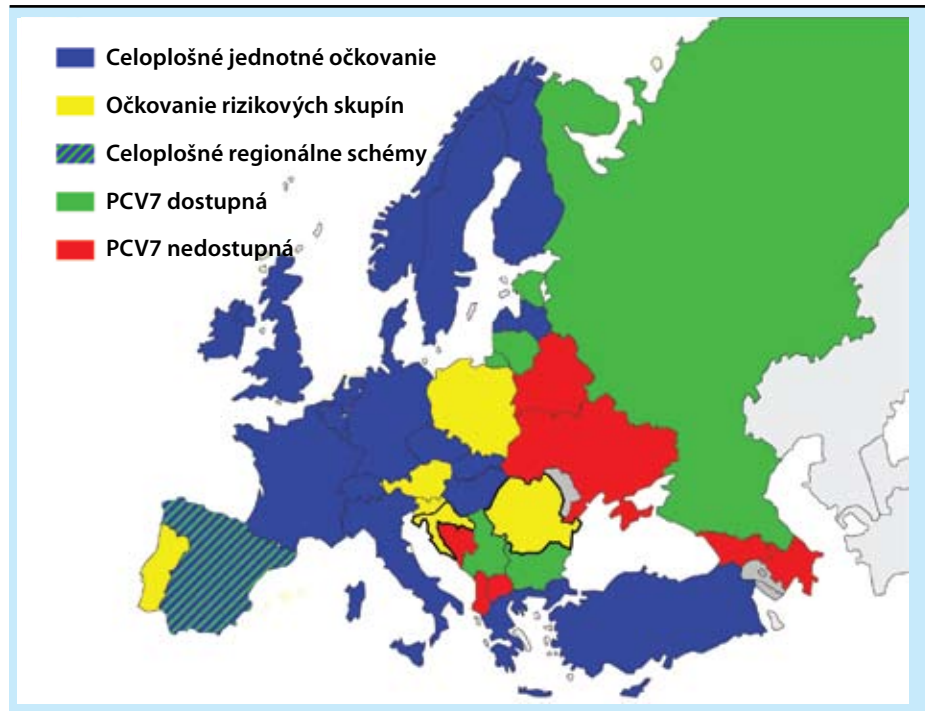 Celoplošné jednotné očkovanie
Očkovanie rizikových skupín
Celoplošné regionálne schémy
PCV7 dostupná
PCV7 nedostupná